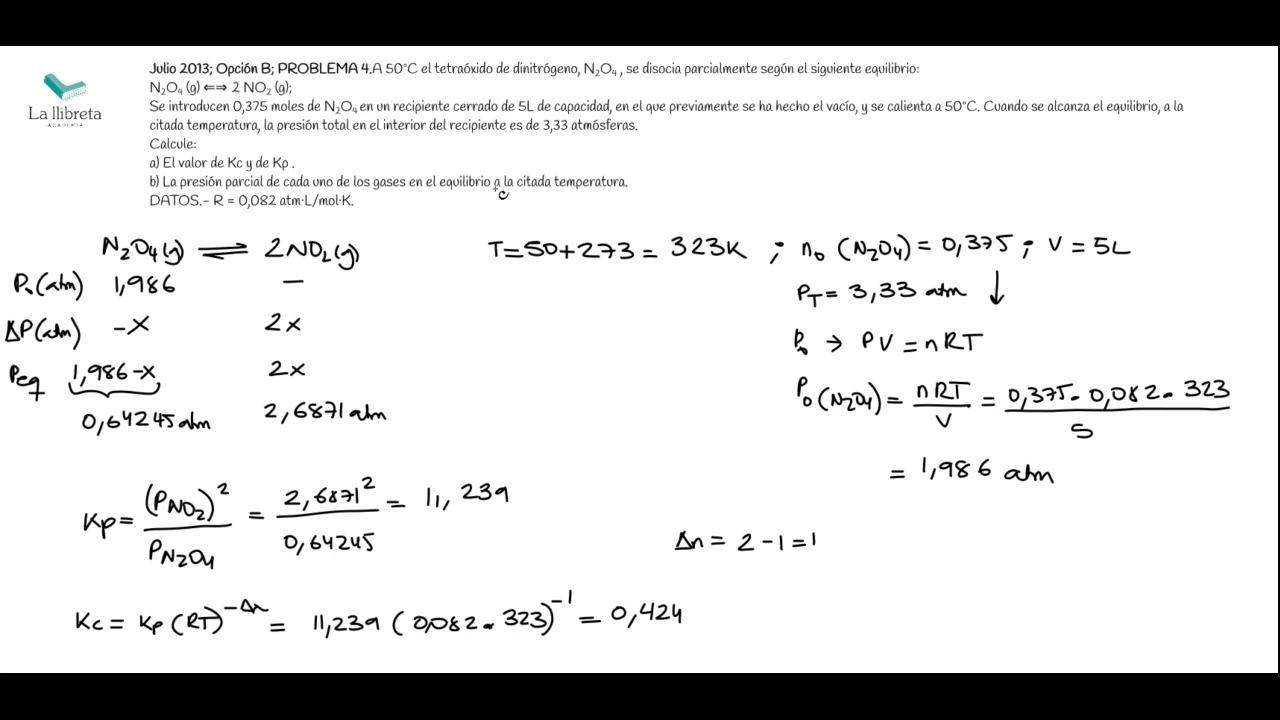 La llibreta
ACADEMIA
Julio 2013; Opción B; PROBLEMA 4.A 50°C el tetraóxido de dinitrógeno, N₂O₄ , se disocia parcialmente según el siguiente equilibrio:
N₂O₄ (g) ⟸⟹ 2 NO₂ (g);
Se introducen 0,375 moles de N₂O₄ en un recipiente cerrado de 5L de capacidad, en el que previamente se ha hecho el vacío, y se calienta a 50°C. Cuando se alcanza el equilibrio, a la
citada temperatura, la presión total en el interior del recipiente es de 3,33 atmósferas.
Calcule:
a) El valor de Kc y de Kp .
b) La presión parcial de cada uno de los gases en el equilibrio a la citada temperatura.
DATOS.- R = 0,082 atm·L/mol·K.
N₂O₄(g) ⇌ 2NO₂(g)
P₀(atm) 1,986 —
ΔP(atm) -x 2x
Peq 1,986-x 2x
0,64245 atm 2,6871 atm
Kp = (PNO₂)² / PN₂O₄ = 2,6871² / 0,64245 = 11,239
Kc = Kp (RT)^-Δn = 11,239 (0,082 · 323)^-1 = 0,424
T=50+273 = 323K ; n₀ (N₂O₄) = 0,375 ; V = 5L
PT = 3,33 atm ↓
P₀ → PV = nRT
P₀(N₂O₄) = nRT / V = 0,375 · 0,082 · 323 / 5
= 1,986 atm
Δn = 2 - 1 = 1